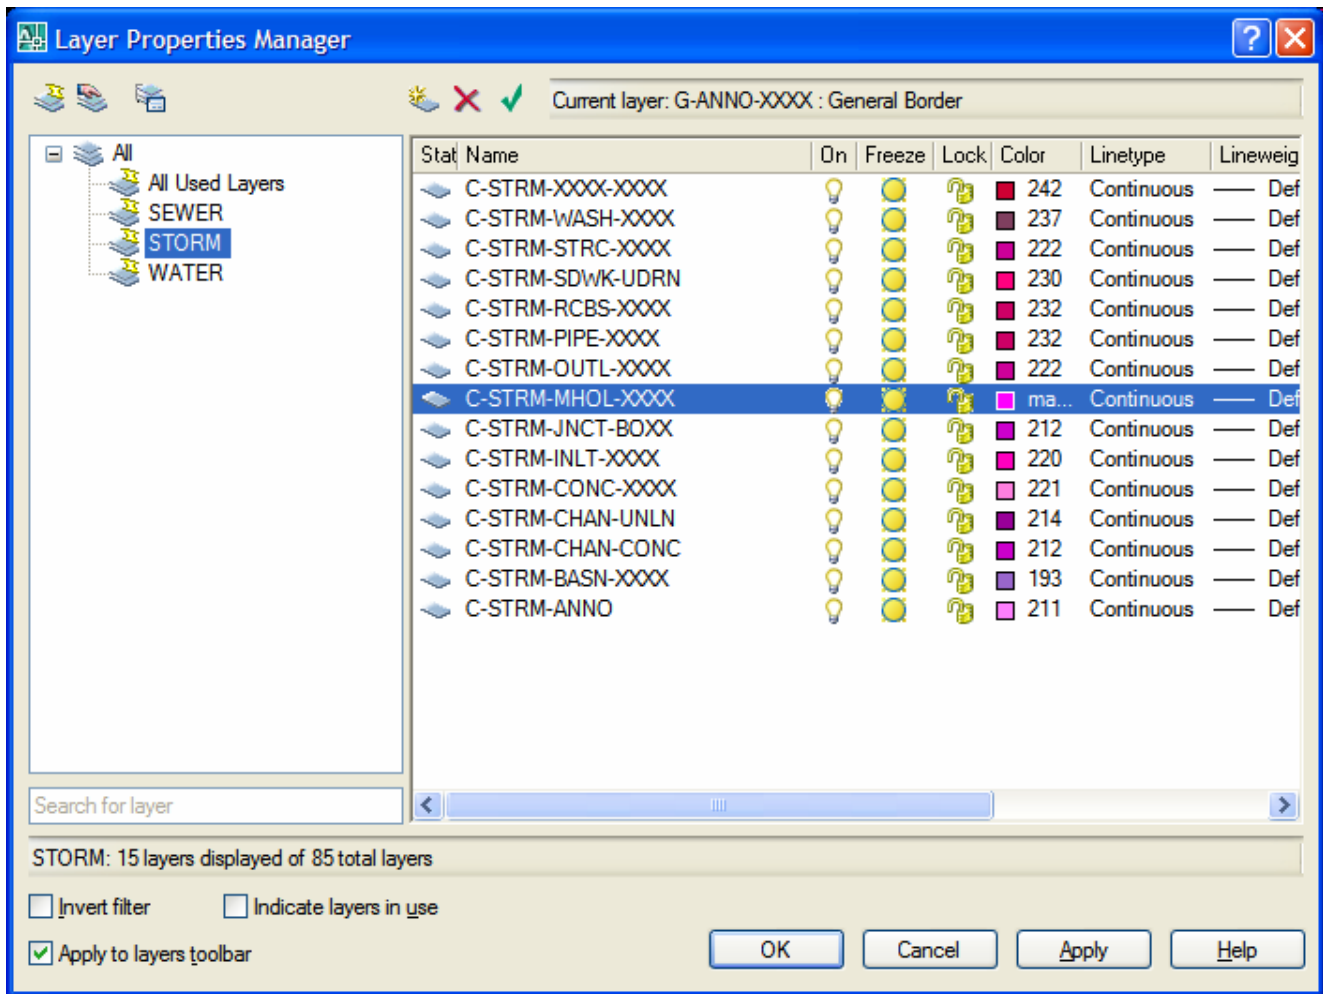 Layer Properties Manager
Current layer: G-ANNO-XXXX : General Border
All
All Used Layers
SEWER
STORM
WATER
Search for layer
Stat Name On Freeze Lock Color Linetype Lineweig
C-STRM-XXXX-XXXX 242 Continuous Def
C-STRM-WASH-XXXX 237 Continuous Def
C-STRM-STRC-XXXX 222 Continuous Def
C-STRM-SDWK-UDRN 230 Continuous Def
C-STRM-RCBS-XXXX 232 Continuous Def
C-STRM-PIPE-XXXX 232 Continuous Def
C-STRM-OUTL-XXXX 222 Continuous Def
C-STRM-MHOL-XXXX ma... Continuous Def
C-STRM-JNCT-BOXX 212 Continuous Def
C-STRM-INLT-XXXX 220 Continuous Def
C-STRM-CONC-XXXX 221 Continuous Def
C-STRM-CHAN-UNLN 214 Continuous Def
C-STRM-CHAN-CONC 212 Continuous Def
C-STRM-BASN-XXXX 193 Continuous Def
C-STRM-ANNO 211 Continuous Def
STORM: 15 layers displayed of 85 total layers
Invert filter Indicate layers in use
Apply to layers toolbar OK Cancel Apply Help